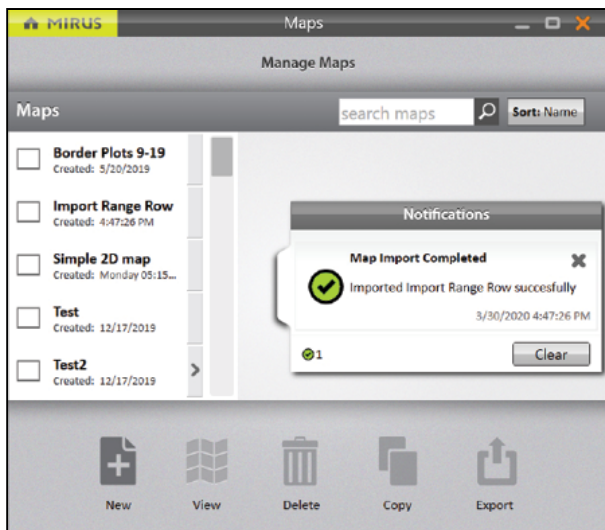 MIRUS
Maps
Manage Maps
Maps
search maps
Sort: Name
Border Plots 9-19
Created: 5/20/2019
Import Range Row
Created: 4:47:26 PM
Simple 2D map
Created: Monday 05:15...
Test
Created: 12/17/2019
Test2
Created: 12/17/2019
Notifications
Map Import Completed
Imported Import Range Row succesfully
3/30/2020 4:47:26 PM
1
Clear
New
View
Delete
Copy
Export